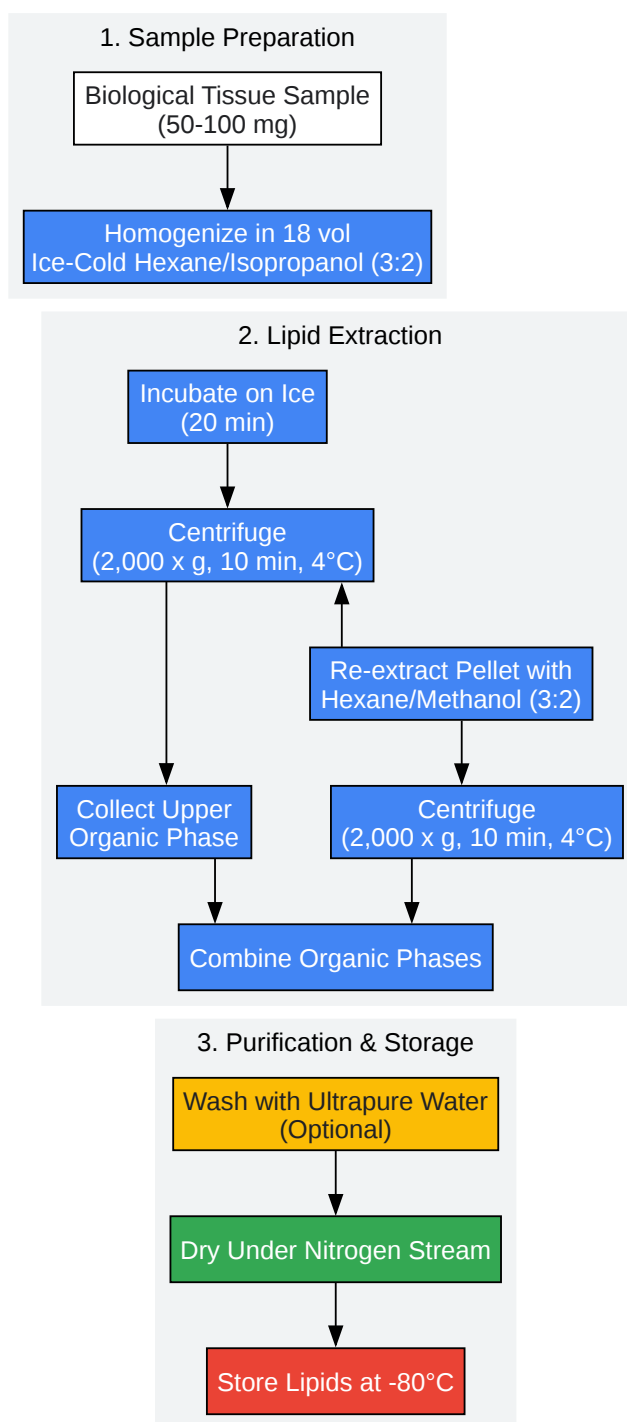 1. Sample Preparation
Biological Tissue Sample
(50-100 mg)
Homogenize in 18 vol
Ice-Cold Hexane/Isopropanol (3:2)
2. Lipid Extraction
Incubate on Ice
(20 min)
Centrifuge
(2,000 x g, 10 min, 4°C)
Re-extract Pellet with
Hexane/Methanol (3:2)
Collect Upper
Organic Phase
Centrifuge
(2,000 x g, 10 min, 4°C)
Combine Organic Phases
3. Purification & Storage
Wash with Ultrapure Water
(Optional)
Dry Under Nitrogen Stream
Store Lipids at -80°C